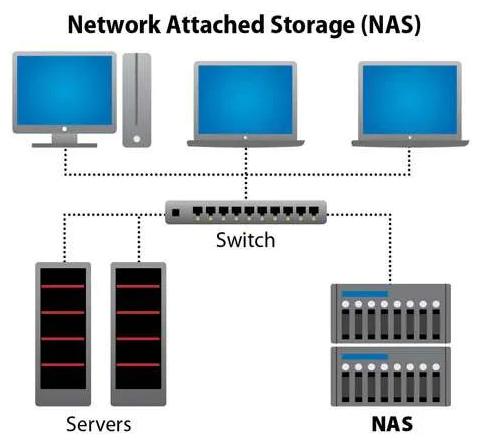 Network Attached Storage (NAS)
Switch
Servers
NAS